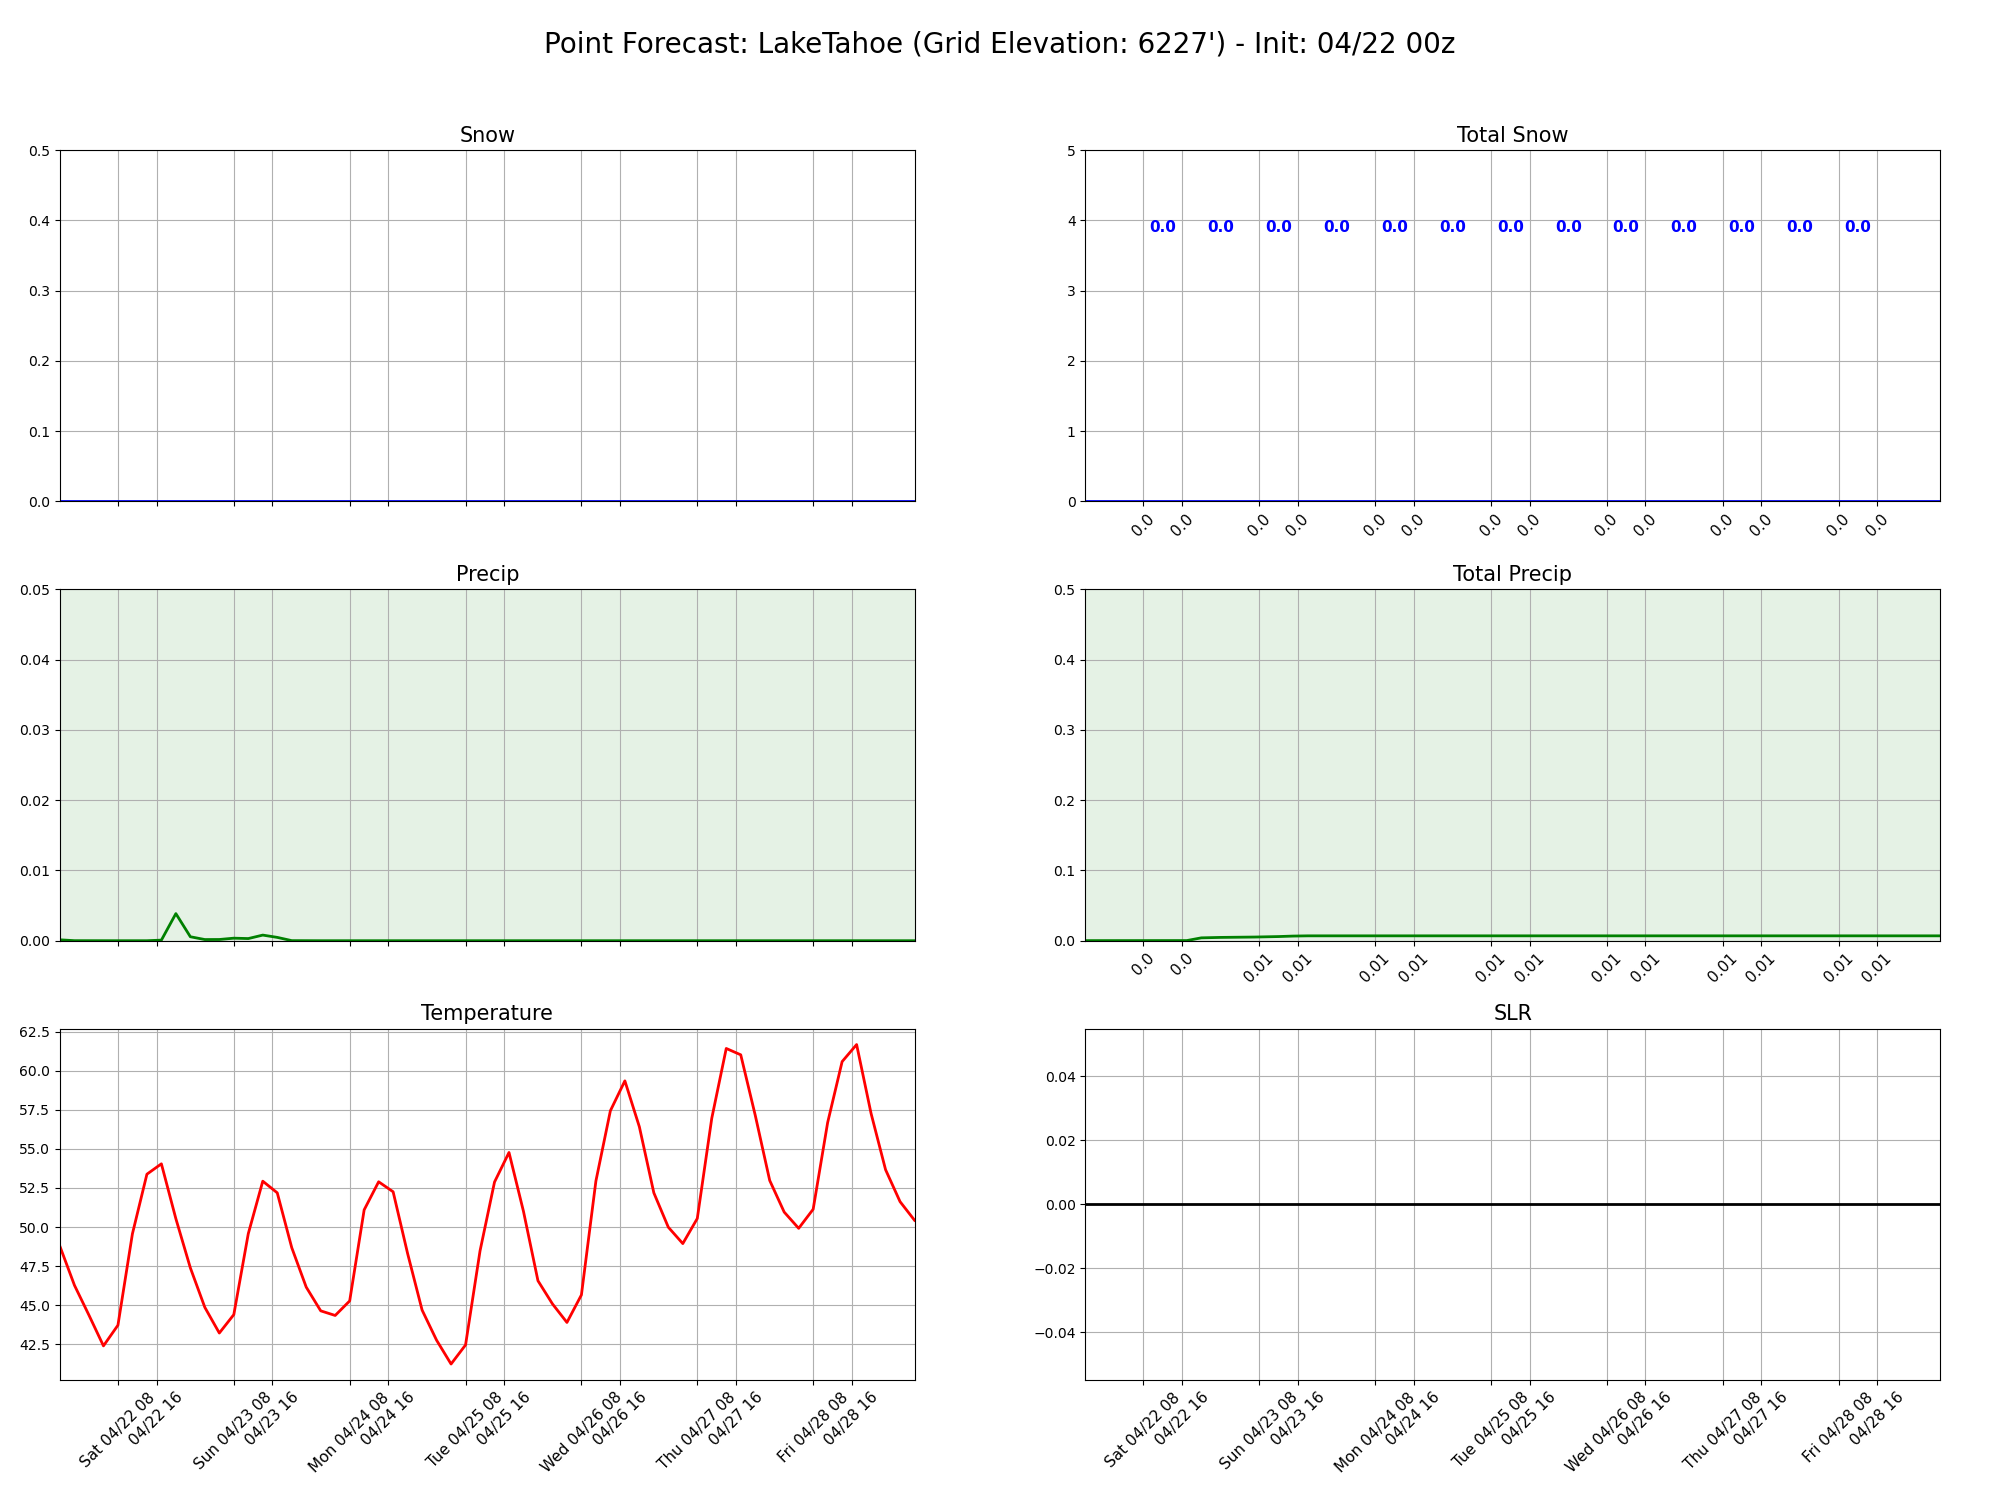 Point Forecast: LakeTahoe (Grid Elevation: 6227') - Init: 04/22 00z
Snow
0.5
0.4
0.3
0.2
0.1
0.0
Total Snow
5
4
3
2
1
0
0.0 0.0 0.0 0.0 0.0 0.0 0.0 0.0 0.0 0.0 0.0 0.0 0.0
0.0 0.0 0.0 0.0 0.0 0.0 0.0 0.0 0.0 0.0 0.0 0.0 0.0 0.0
Precip
0.05
0.04
0.03
0.02
0.01
0.00
Total Precip
0.5
0.4
0.3
0.2
0.1
0.0
0.0 0.0 0.01 0.01 0.01 0.01 0.01 0.01 0.01 0.01 0.01 0.01 0.01 0.01
Temperature
62.5
60.0
57.5
55.0
52.5
50.0
47.5
45.0
42.5
Sat 04/22 08
04/22 16
Sun 04/23 08
04/23 16
Mon 04/24 08
04/24 16
Tue 04/25 08
04/25 16
Wed 04/26 08
04/26 16
Thu 04/27 08
04/27 16
Fri 04/28 08
04/28 16
SLR
0.04
0.02
0.00
−0.02
−0.04
Sat 04/22 08
04/22 16
Sun 04/23 08
04/23 16
Mon 04/24 08
04/24 16
Tue 04/25 08
04/25 16
Wed 04/26 08
04/26 16
Thu 04/27 08
04/27 16
Fri 04/28 08
04/28 16